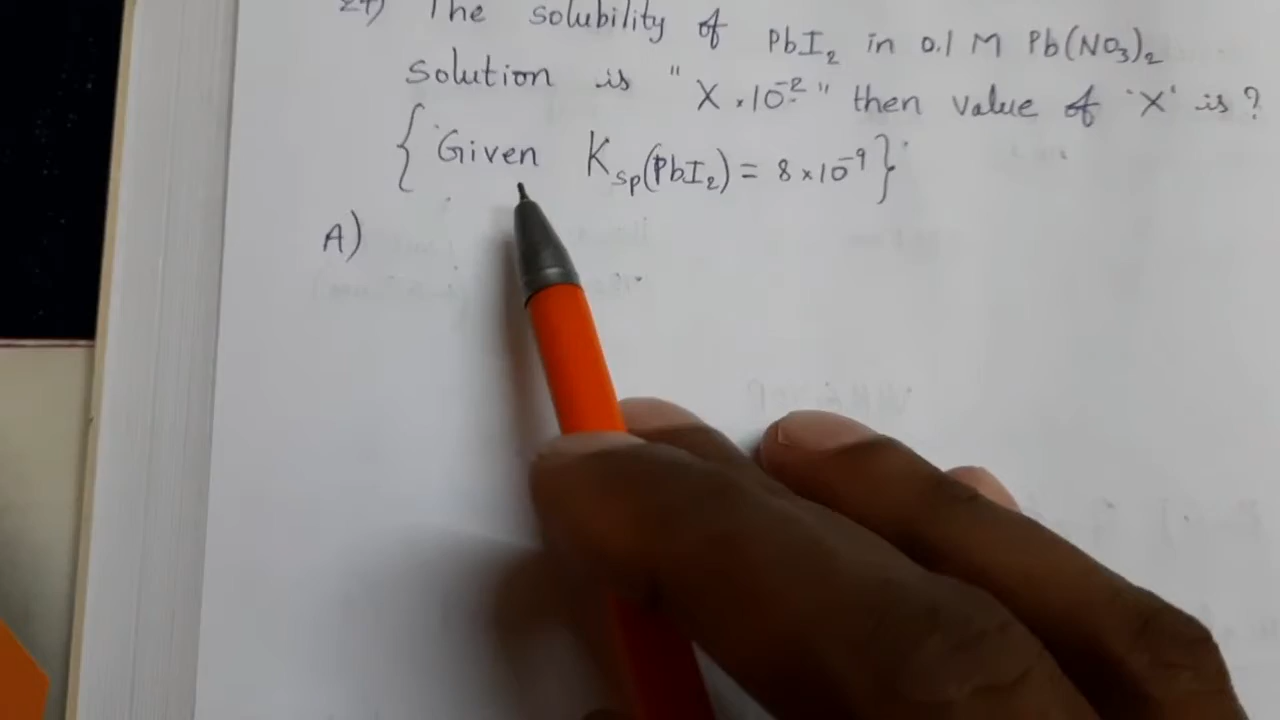 27) The solubility of PbI₂ in 0.1 M Pb(NO₃)₂
solution is "X × 10⁻²" then value of 'X' is ?
{Given Ksp(PbI₂) = 8×10⁻⁹}
A)